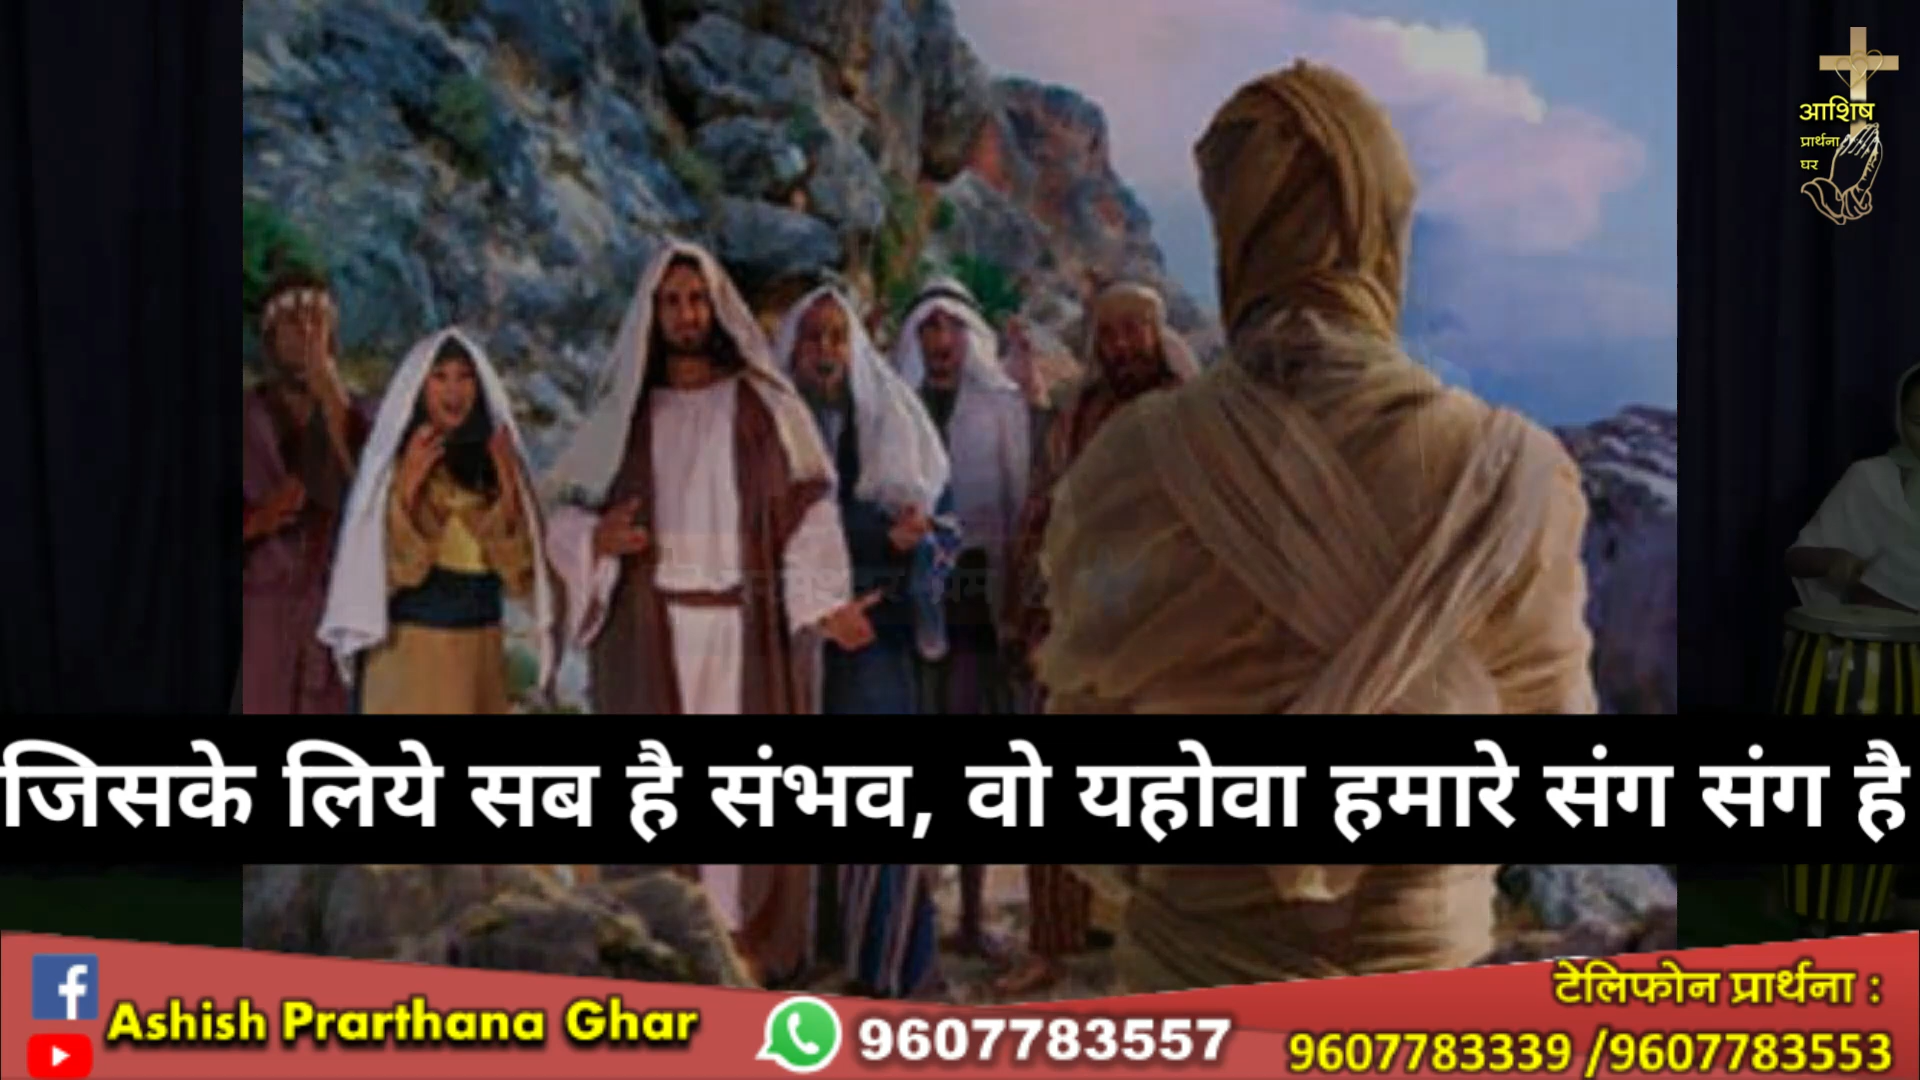 आशिष
प्रार्थना
घर
जिसके लिये सब है संभव, वो यहोवा हमारे संग संग है
Ashish Prarthana Ghar
9607783557
टेलिफोन प्रार्थना :
9607783339 /9607783553